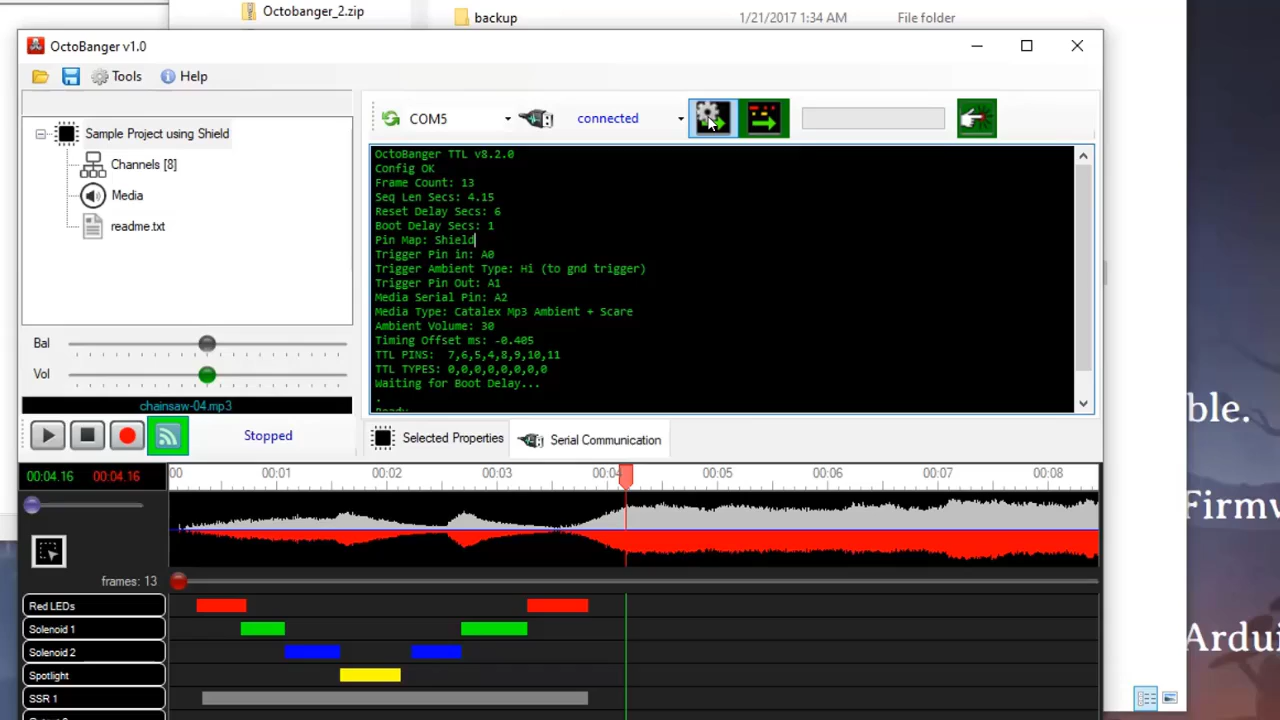 Octobanger_2.zip
backup
1/21/2017 1:34 AM
File folder
OctoBanger v1.0
Tools
Help
COM5
connected
Sample Project using Shield
Channels [8]
Media
readme.txt
OctoBanger TTL v8.2.0
Config OK
Frame Count: 13
Seq Len Secs: 4.15
Reset Delay Secs: 6
Boot Delay Secs: 1
Pin Map: Shield
Trigger Pin in: A0
Trigger Ambient Type: Hi (to gnd trigger)
Trigger Pin Out: A1
Media Serial Pin: A2
Media Type: Catalex Mp3 Ambient + Scare
Ambient Volume: 30
Timing Offset ms: -0.405
TTL PINS:  7,6,5,4,8,9,10,11
TTL TYPES: 0,0,0,0,0,0,0,0
Waiting for Boot Delay...
.
Ready
Bal
Vol
chainsaw-04.mp3
Stopped
Selected Properties
Serial Communication
ble.
Firmw
Ardui
00:04.16
00:04.16
00
00:01
00:02
00:03
00:04
00:05
00:06
00:07
00:08
frames: 13
Red LEDs
Solenoid 1
Solenoid 2
Spotlight
SSR 1